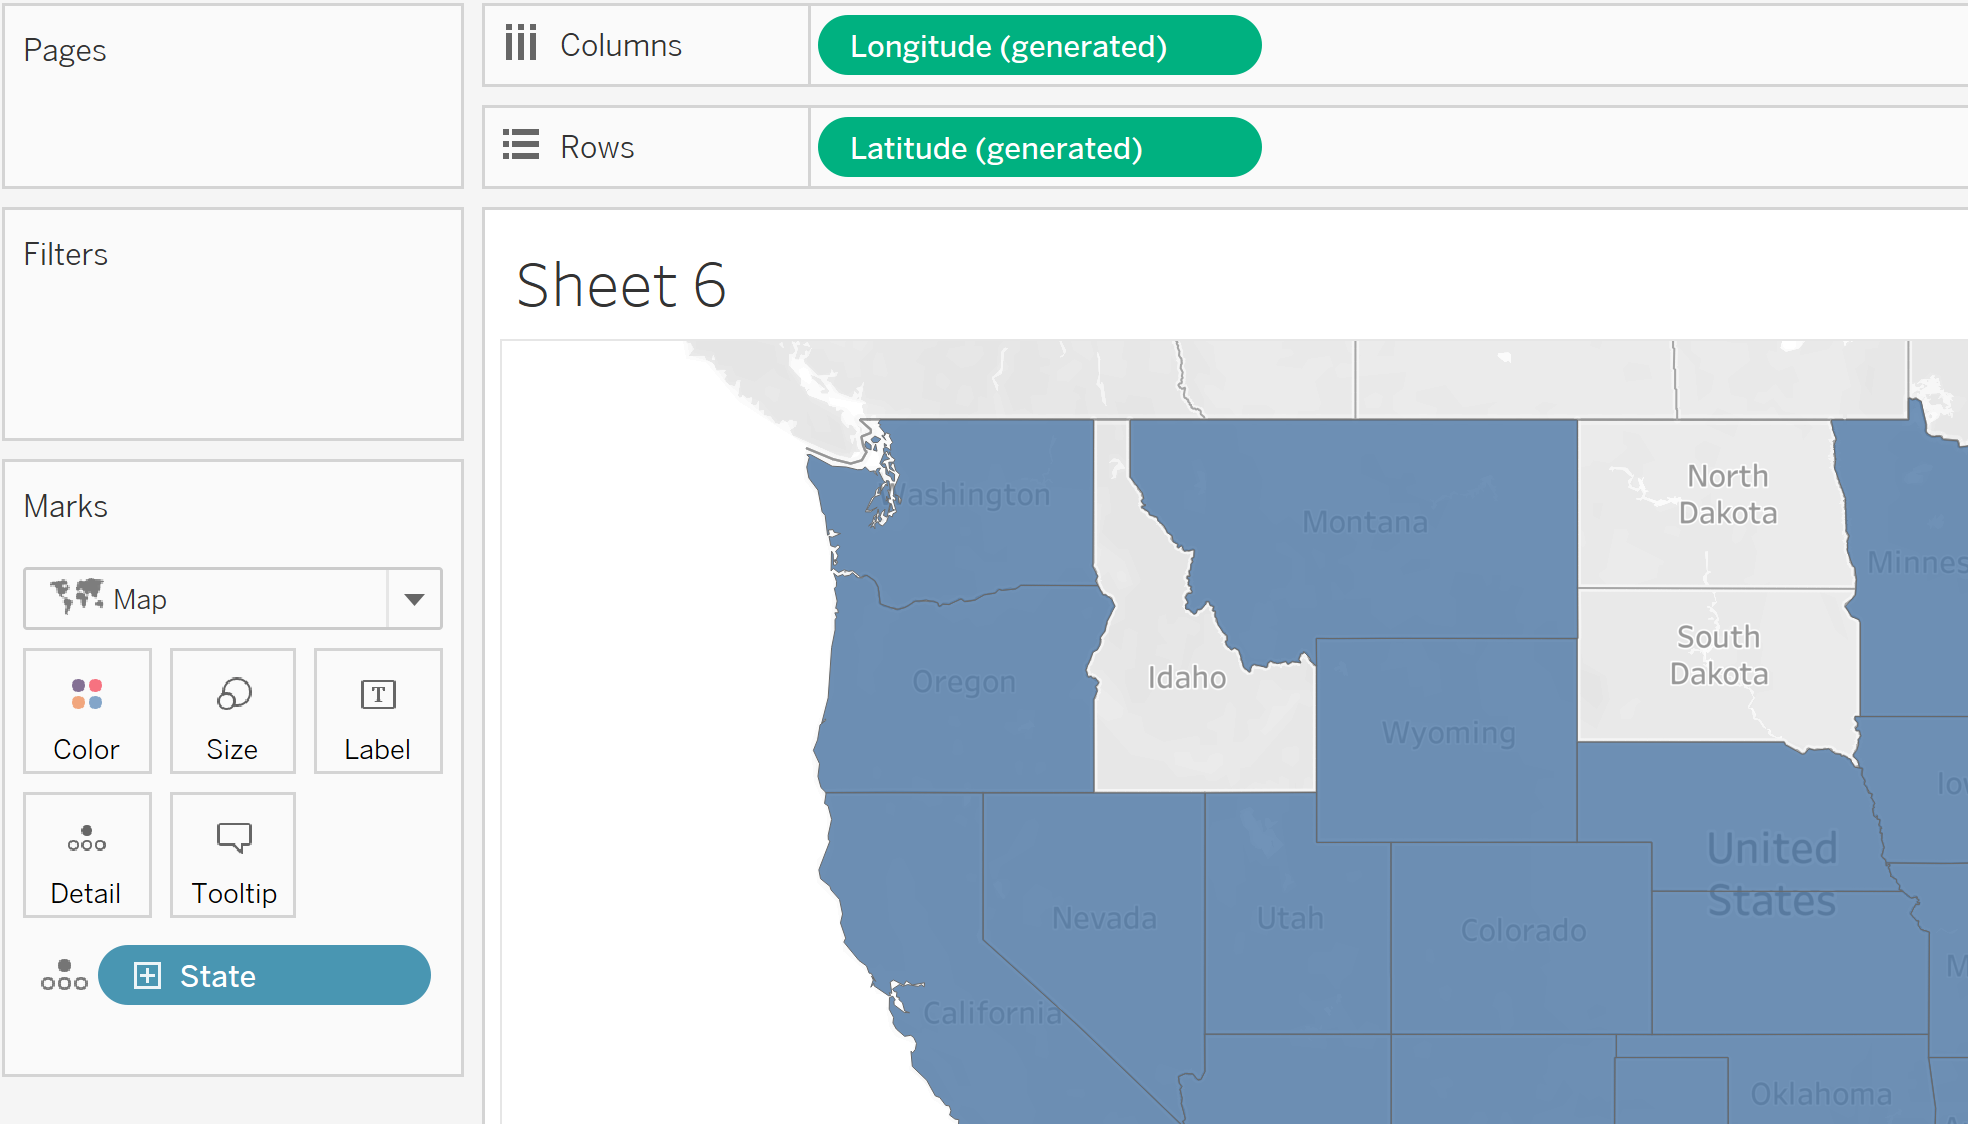 Pages
Columns
Longitude (generated)
Rows
Latitude (generated)
Filters
Sheet 6
Marks
Map
Color
Size
Label
Detail
Tooltip
State
Washington
Montana
North
Dakota
Minnes
South
Dakota
Oregon
Idaho
Wyoming
Iow
United
States
Nevada
Utah
Colorado
M
California
Oklahoma